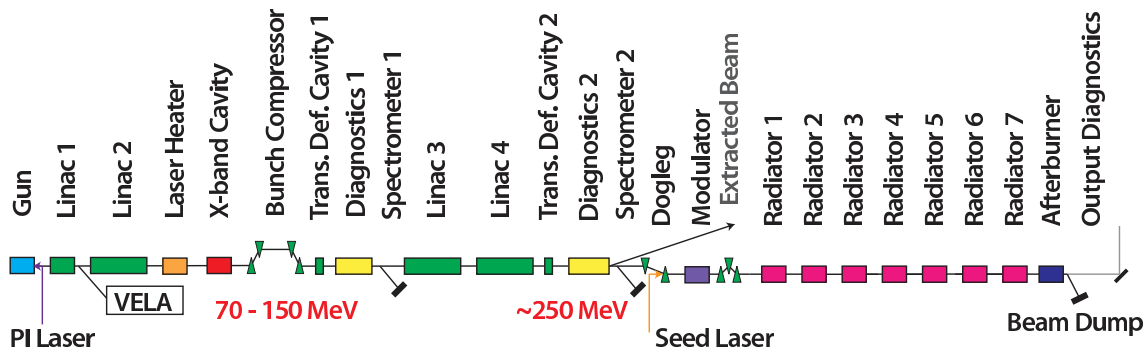 Gun
Linac 1
Linac 2
Laser Heater
X-band Cavity
Bunch Compressor
Trans. Def. Cavity 1
Diagnostics 1
Spectrometer 1
Linac 3
Linac 4
Trans. Def. Cavity 2
Diagnostics 2
Spectrometer 2
Dogleg
Modulator
Extracted Beam
Radiator 1
Radiator 2
Radiator 3
Radiator 4
Radiator 5
Radiator 6
Radiator 7
Afterburner
Output Diagnostics
VELA
70 - 150 MeV
~250 MeV
PI Laser
Seed Laser
Beam Dump